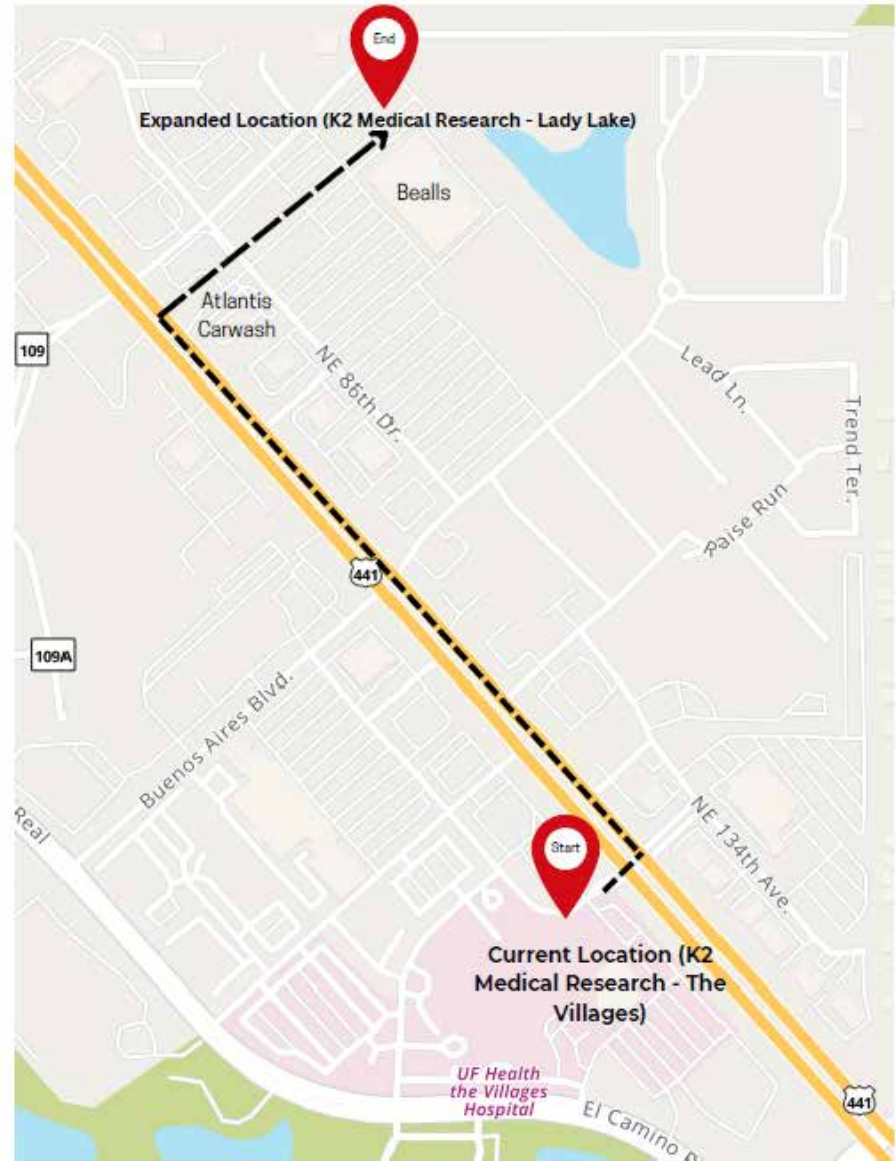 End
Expanded Location (K2 Medical Research - Lady Lake)
Bealls
Atlantis
Carwash
109
NE 86th Dr.
Lead Ln.
Trend Ter.
Raise Run
441
109A
Buenos Aires Blvd.
Real
NE 134th Ave.
Start
Current Location (K2
Medical Research - The
Villages)
UF Health
the Villages
Hospital
El Camino R
441